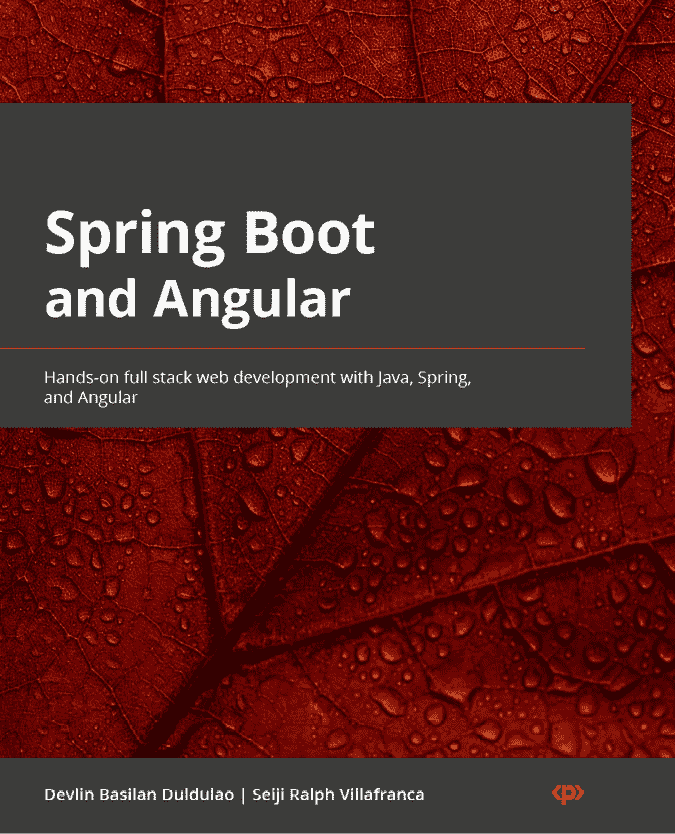 Spring Boot
and Angular
Hands-on full stack web development with Java, Spring,
and Angular
Devlin Basilan Duldulao | Seiji Ralph Villafranca
<p>